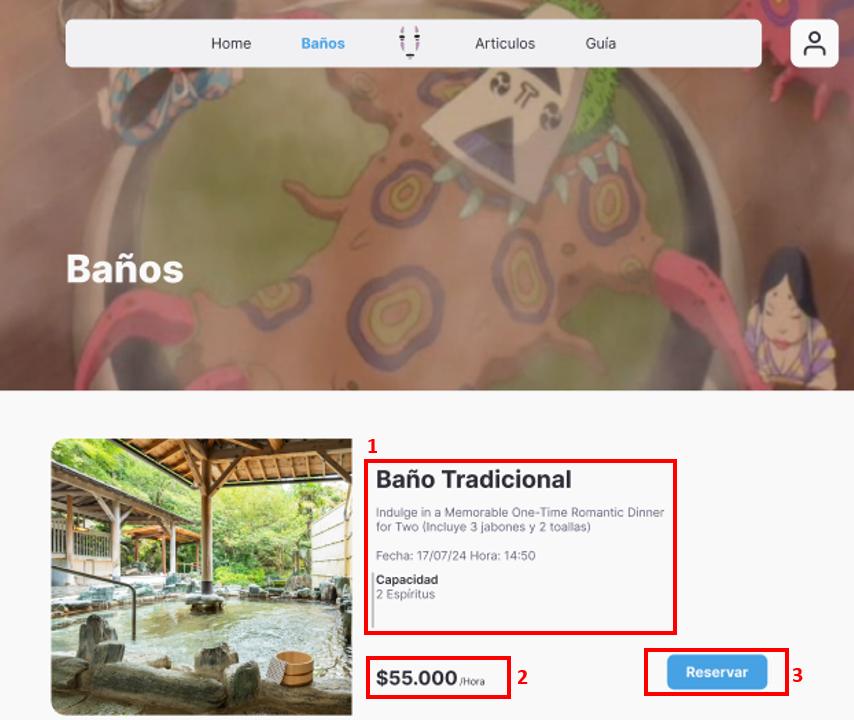 Home Baños Articulos Guía
Baños
1
Baño Tradicional
Indulge in a Memorable One-Time Romantic Dinner
for Two (Incluye 3 jabones y 2 toallas)
Fecha: 17/07/24 Hora: 14:50
Capacidad
2 Espíritus
$55.000 /Hora
2
Reservar
3